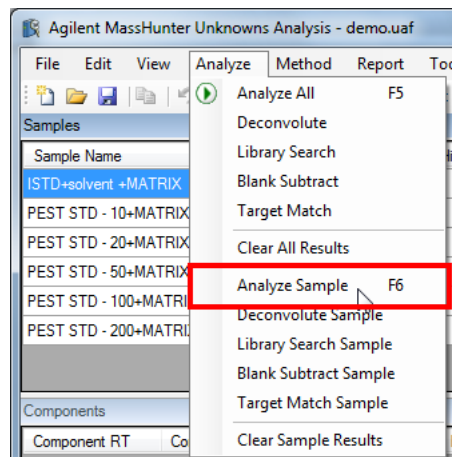 Agilent MassHunter Unknowns Analysis - demo.uaf
File Edit View Analyze Method Report
Samples
Sample Name
ISTD+solvent +MATRIX
PEST STD - 10+MATRIX
PEST STD - 20+MATRIX
PEST STD - 50+MATRIX
PEST STD - 100+MATRI
PEST STD - 200+MATRI
Analyze All F5
Deconvolute
Library Search
Blank Subtract
Target Match
Clear All Results
Analyze Sample F6
Deconvolute Sample
Library Search Sample
Blank Subtract Sample
Target Match Sample
Clear Sample Results
Components
Component RT Co